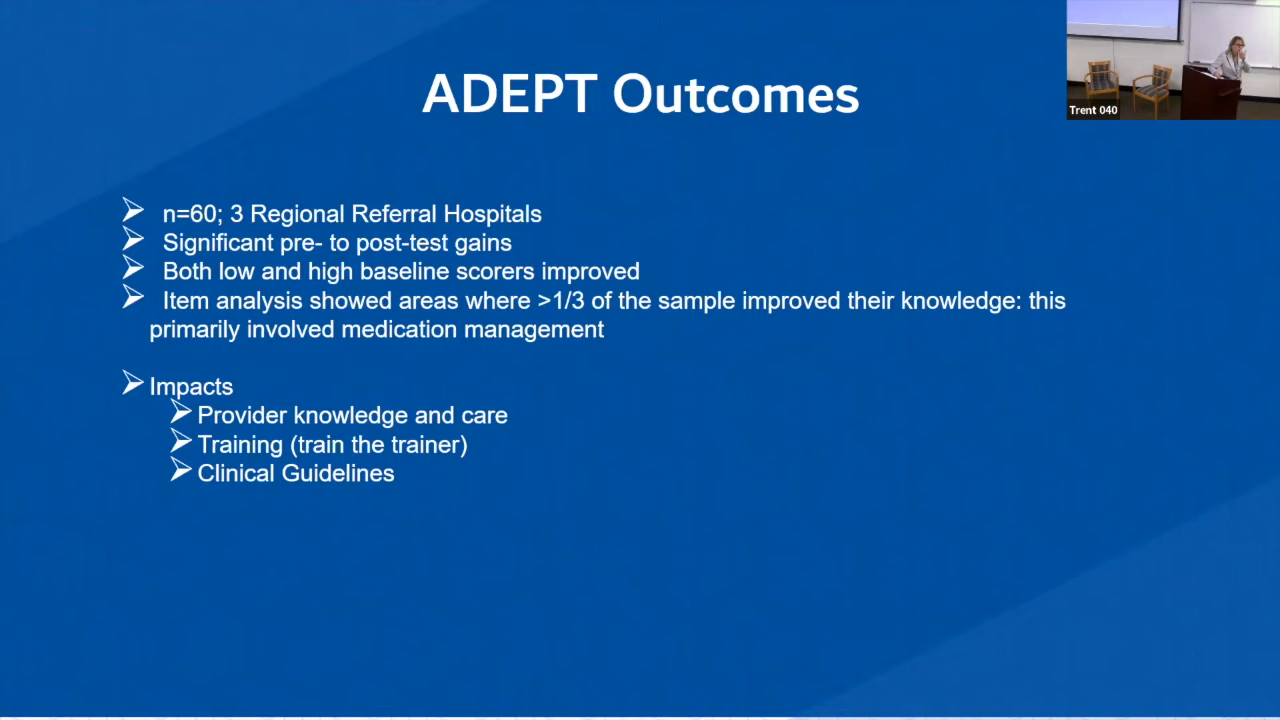 ADEPT Outcomes
Trent 040
n=60; 3 Regional Referral Hospitals
Significant pre- to post-test gains
Both low and high baseline scorers improved
Item analysis showed areas where >1/3 of the sample improved their knowledge: this
primarily involved medication management
Impacts
Provider knowledge and care
Training (train the trainer)
Clinical Guidelines